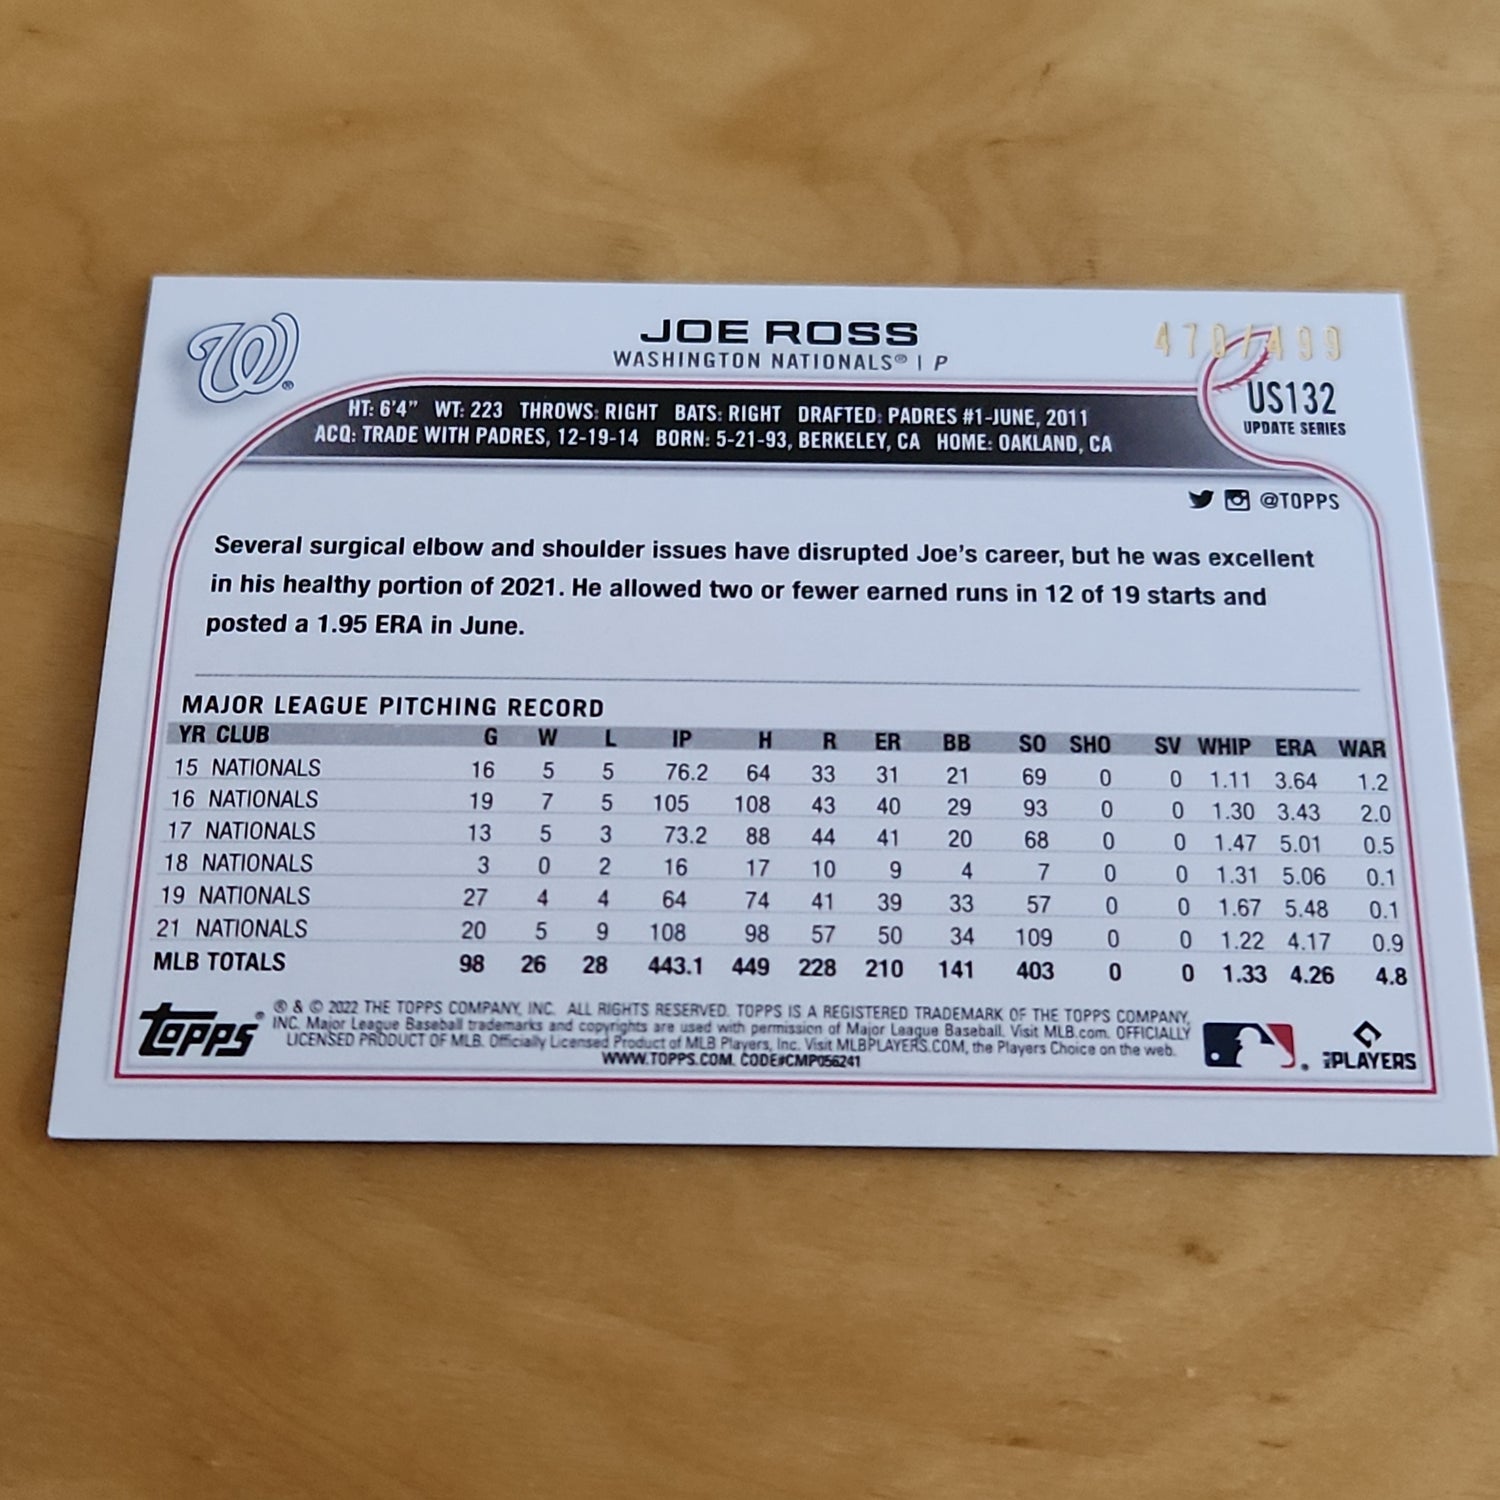 JOE ROSS
WASHINGTON NATIONALS® | P
470/499
US132
UPDATE SERIES
HT: 6'4" WT: 223 THROWS: RIGHT BATS: RIGHT DRAFTED: PADRES #1-JUNE, 2011
ACQ: TRADE WITH PADRES, 12-19-14 BORN: 5-21-93, BERKELEY, CA HOME: OAKLAND, CA
@TOPPS
Several surgical elbow and shoulder issues have disrupted Joe's career, but he was excellent
in his healthy portion of 2021. He allowed two or fewer earned runs in 12 of 19 starts and
posted a 1.95 ERA in June.
MAJOR LEAGUE PITCHING RECORD
YR CLUB G W L IP H R ER BB SO SHO SV WHIP ERA WAR
15 NATIONALS 16 5 5 76.2 64 33 31 21 69 0 0 1.11 3.64 1.2
16 NATIONALS 19 7 5 105 108 43 40 29 93 0 0 1.30 3.43 2.0
17 NATIONALS 13 5 3 73.2 88 44 41 20 68 0 0 1.47 5.01 0.5
18 NATIONALS 3 0 2 16 17 10 9 4 7 0 0 1.31 5.06 0.1
19 NATIONALS 27 4 4 64 74 41 39 33 57 0 0 1.67 5.48 0.1
21 NATIONALS 20 5 9 108 98 57 50 34 109 0 0 1.22 4.17 0.9
MLB TOTALS 98 26 28 443.1 449 228 210 141 403 0 0 1.33 4.26 4.8
topps®
® & © 2022 THE TOPPS COMPANY, INC. ALL RIGHTS RESERVED. TOPPS IS A REGISTERED TRADEMARK OF THE TOPPS COMPANY,
INC. Major League Baseball trademarks and copyrights are used with permission of Major League Baseball. Visit MLB.com. OFFICIALLY
LICENSED PRODUCT OF MLB. Officially Licensed Product of MLB Players, Inc. Visit MLBPLAYERS.COM, the Players Choice on the web.
WWW.TOPPS.COM. CODE#CMP056241
PLAYERS